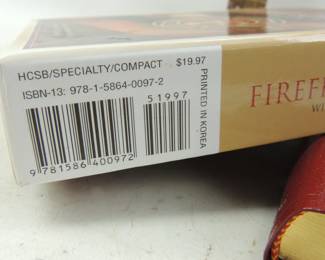 HCSB/SPECIALTY/COMPACT $19.97
ISBN-13: 978-1-5864-0097-2
51997
9 781586 400972
PRINTED IN KOREA
FIREF